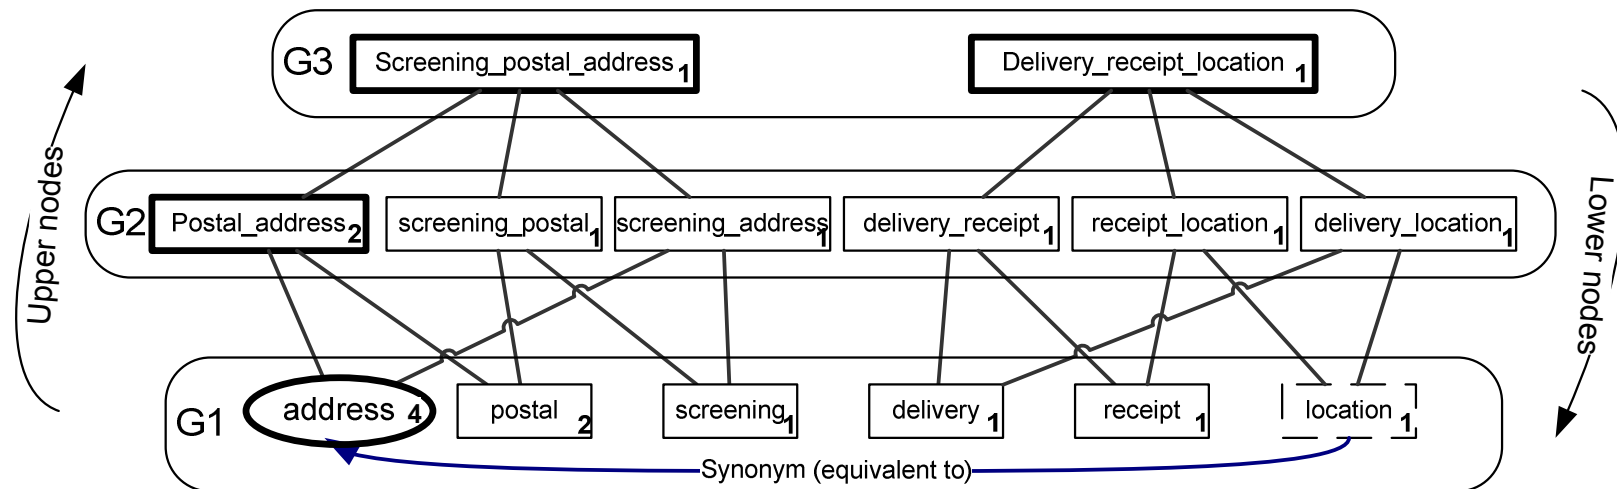 G3
Screening_postal_address 1
Delivery_receipt_location 1
Upper nodes
Lower nodes
G2
Postal_address 2
screening_postal 1
screening_address 1
delivery_receipt 1
receipt_location 1
delivery_location 1
G1
address 4
postal 2
screening 1
delivery 1
receipt 1
location 1
Synonym (equivalent to)